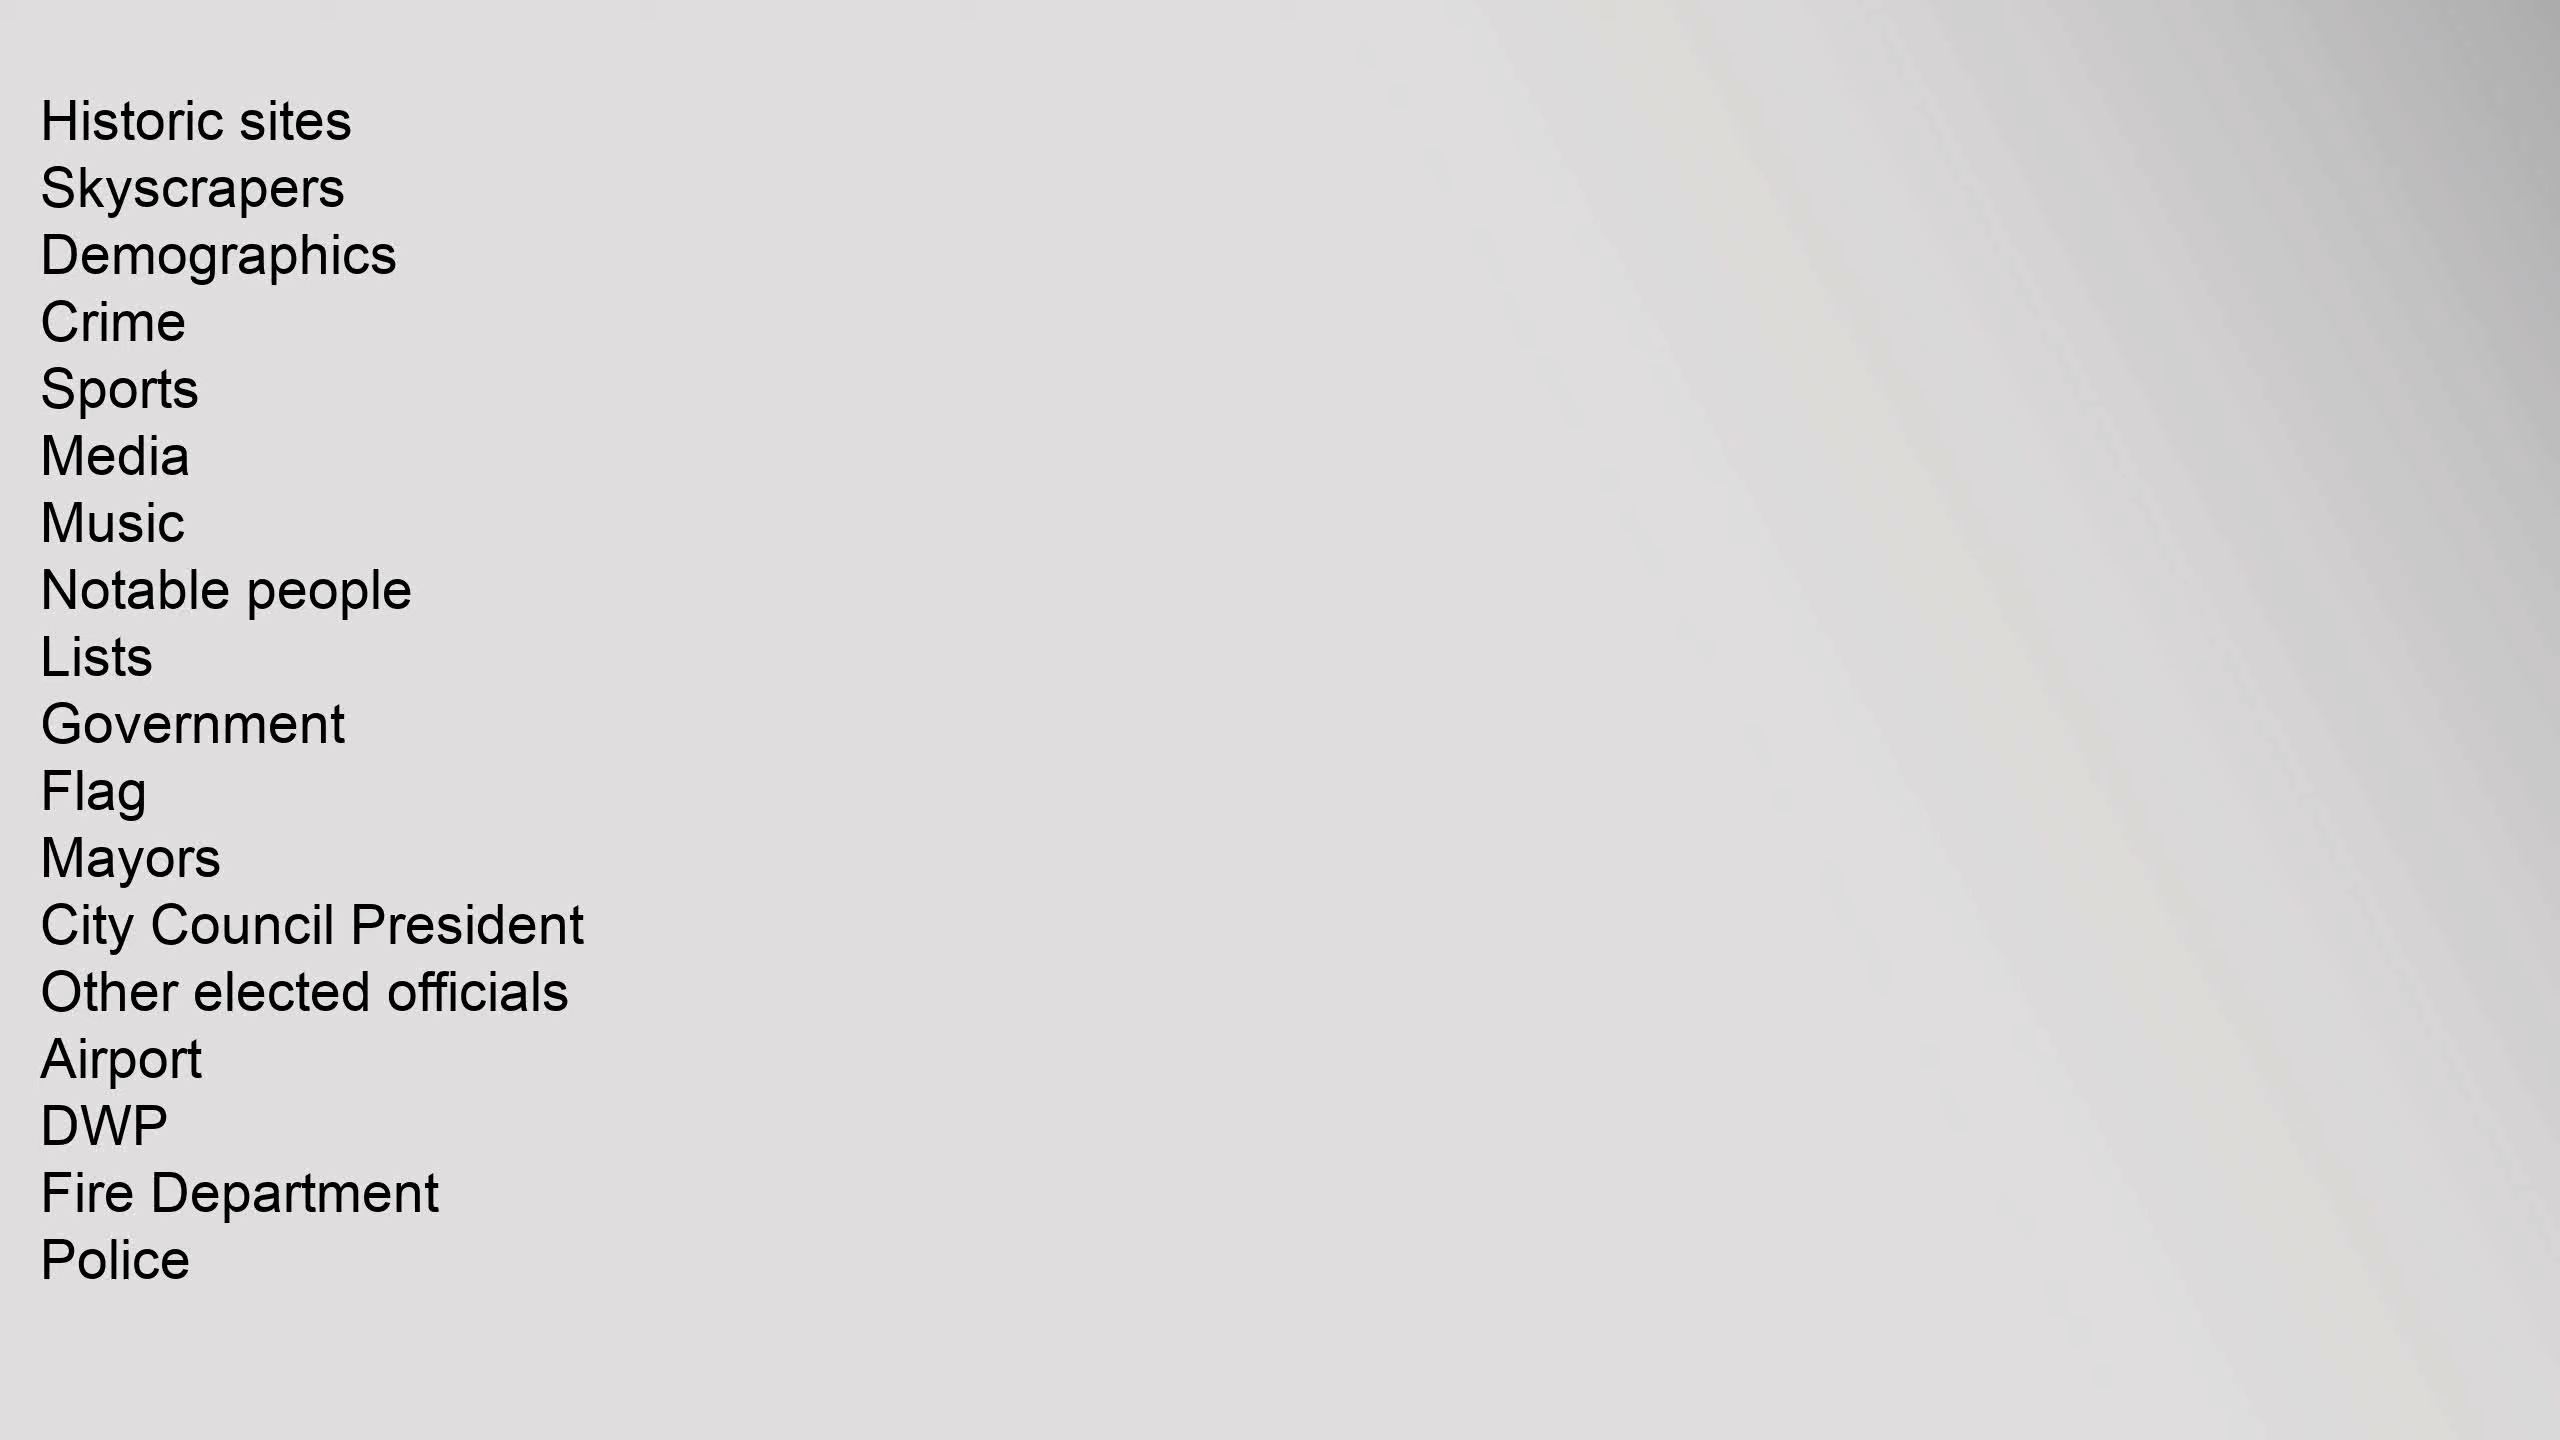 Historic sites
Skyscrapers
Demographics
Crime
Sports
Media
Music
Notable people
Lists
Government
Flag
Mayors
City Council President
Other elected officials
Airport
DWP
Fire Department
Police